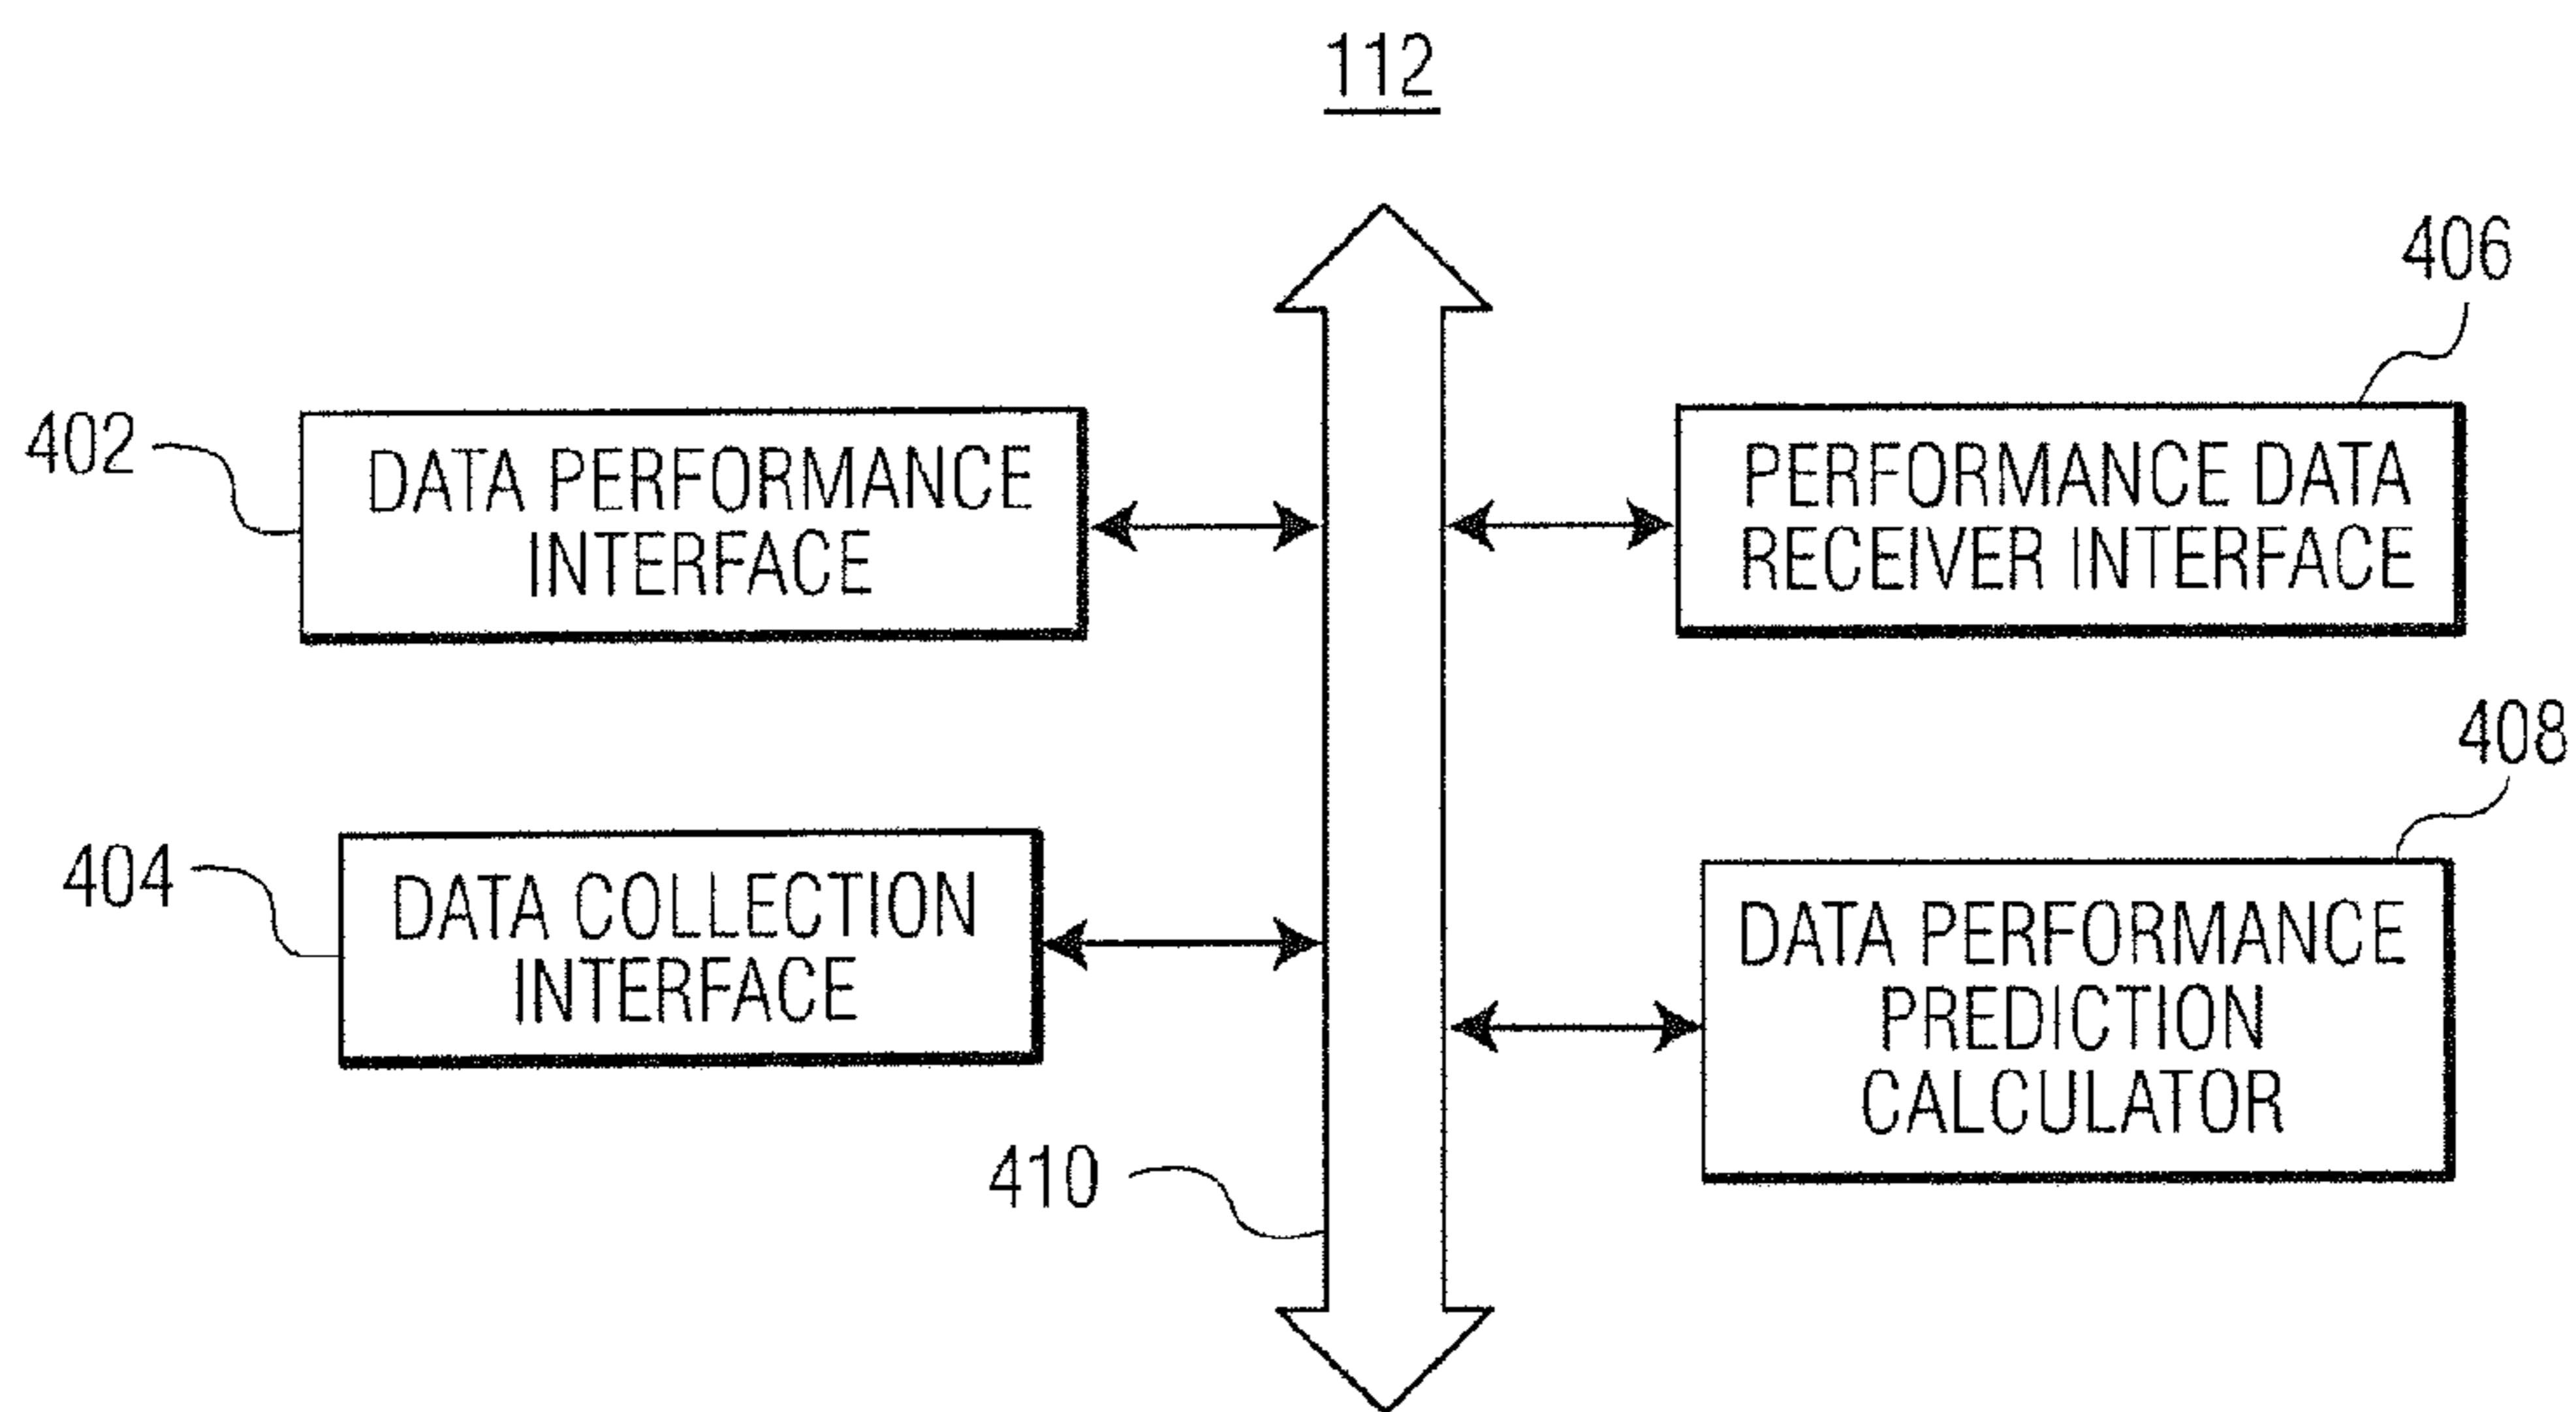 112
406
402
DATA PERFORMANCE
INTERFACE
PERFORMANCE DATA
RECEIVER INTERFACE
408
404
DATA COLLECTION
INTERFACE
DATA PERFORMANCE
PREDICTION
CALCULATOR
410